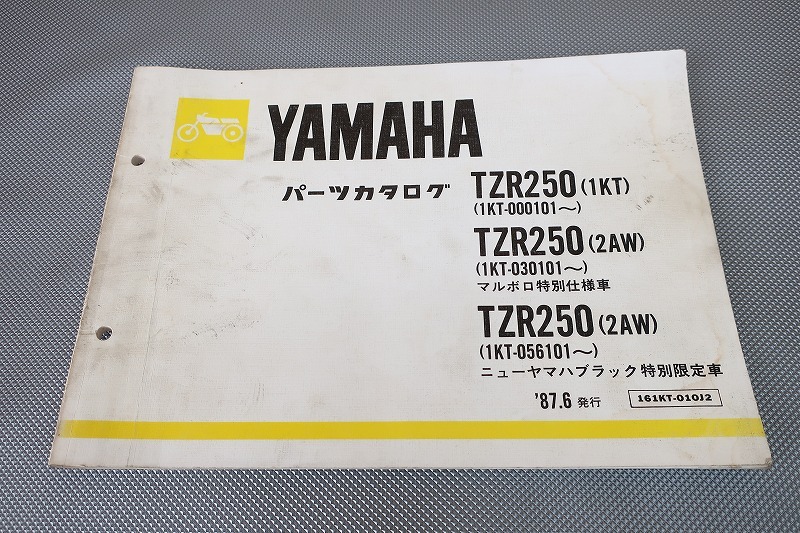 YAMAHA
パーツカタログ
TZR250 (1KT)
(1KT-000101～)
TZR250 (2AW)
(1KT-030101～)
マルボロ特別仕様車
TZR250 (2AW)
(1KT-056101～)
ニューヤマハブラック特別限定車
'87.6 発行
161KT-010J2